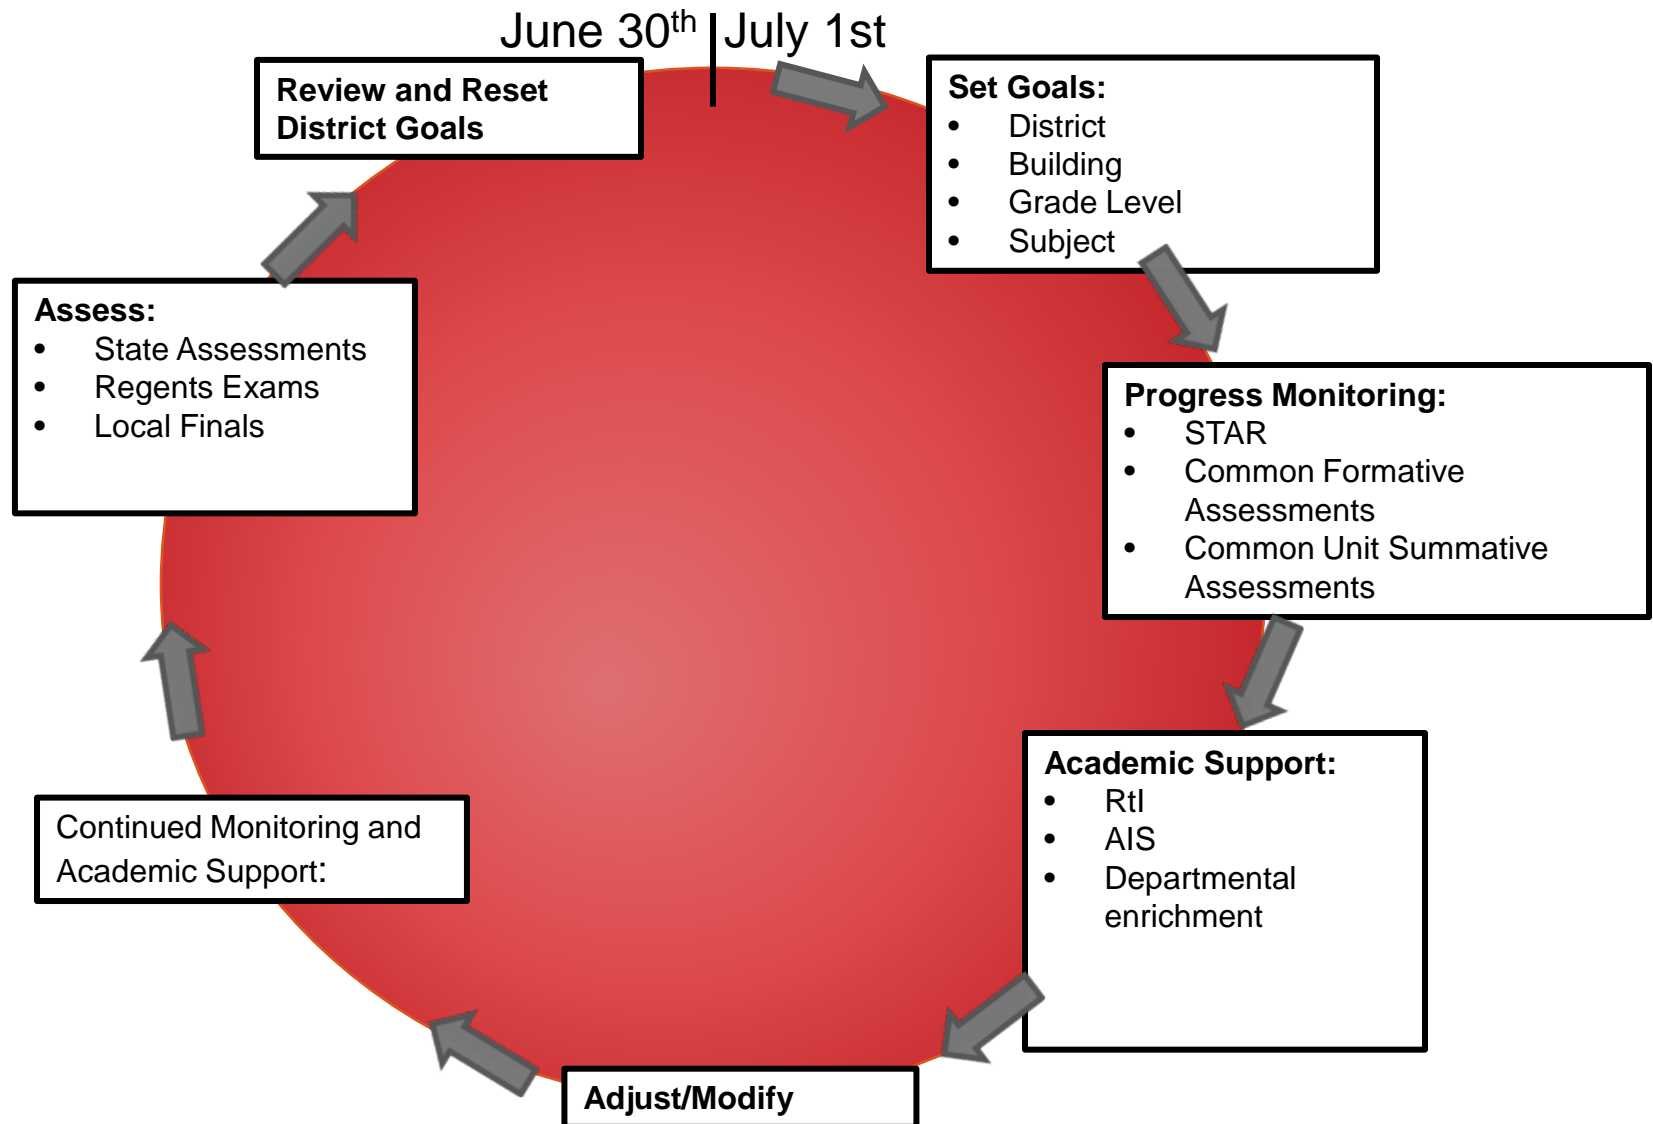 June 30th | July 1st
Review and Reset
District Goals
Set Goals:
• District
• Building
• Grade Level
• Subject
Progress Monitoring:
• STAR
• Common Formative
Assessments
• Common Unit Summative
Assessments
Academic Support:
• RtI
• AIS
• Departmental
enrichment
Adjust/Modify
Continued Monitoring and
Academic Support:
Assess:
• State Assessments
• Regents Exams
• Local Finals